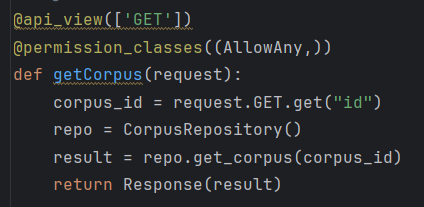 @api_view(['GET'])
@permission_classes((AllowAny,))
def getCorpus(request):
    corpus_id = request.GET.get("id")
    repo = CorpusRepository()
    result = repo.get_corpus(corpus_id)
    return Response(result)